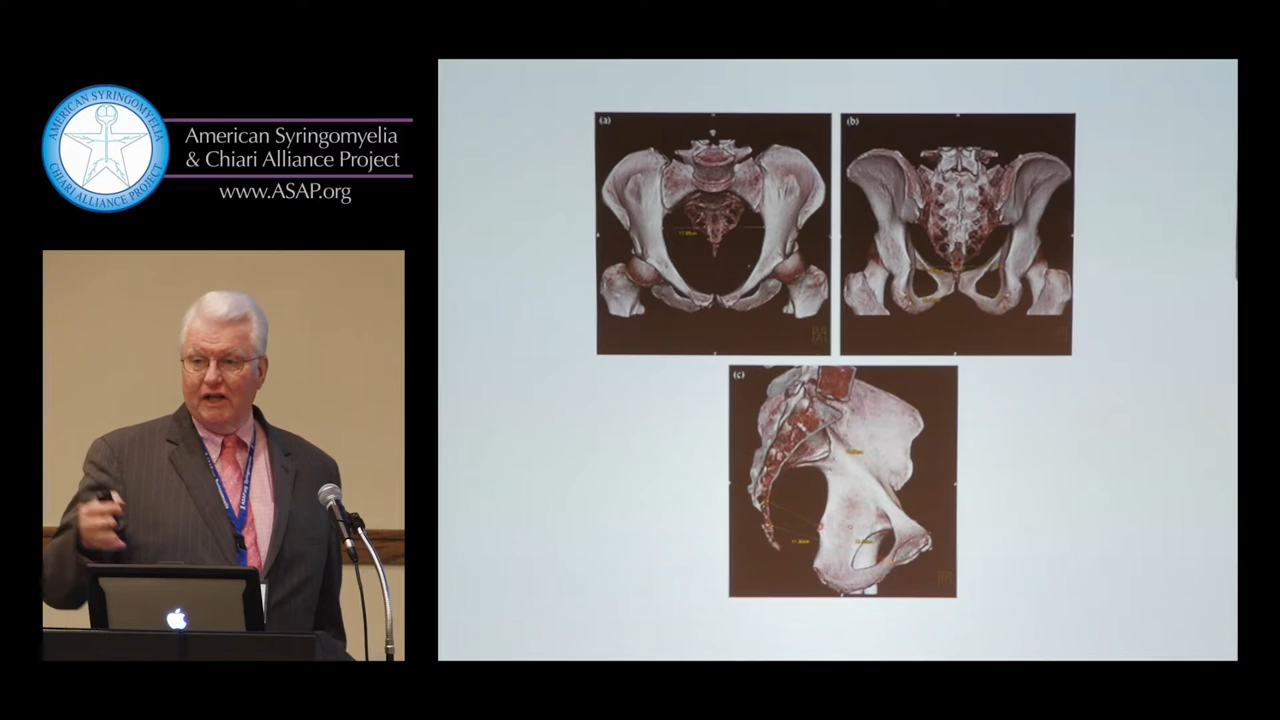 AMERICAN SYRINGOMYELIA
CHIARI ALLIANCE PROJECT
American Syringomyelia
& Chiari Alliance Project
www.ASAP.org
(a)
(b)
(c)